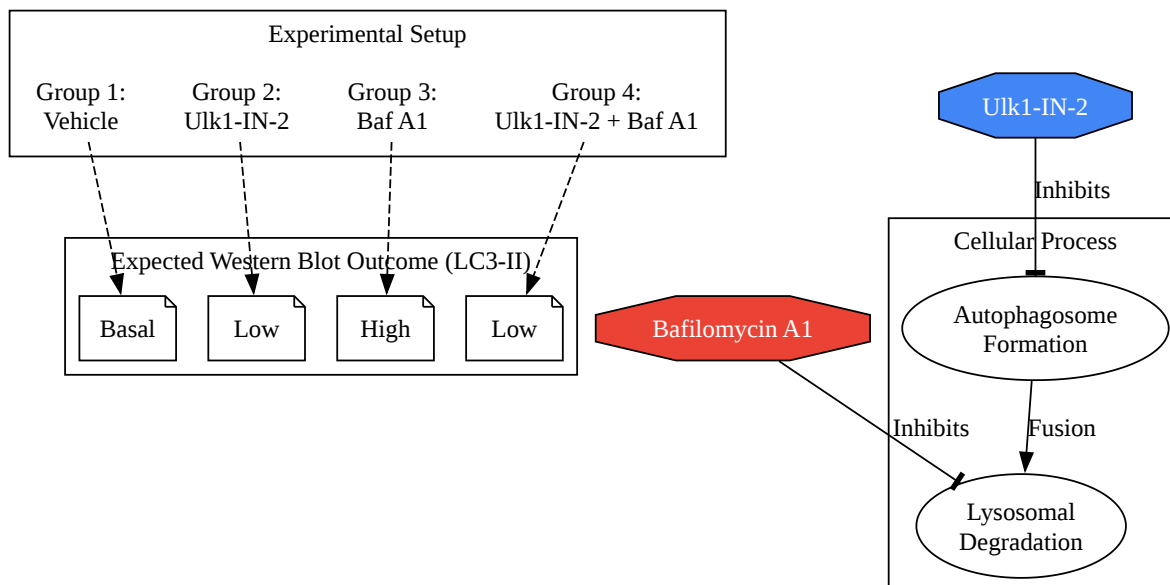 Experimental Setup
Group 1:
Vehicle
Group 2:
Ulk1-IN-2
Group 3:
Baf A1
Group 4:
Ulk1-IN-2 + Baf A1
Expected Western Blot Outcome (LC3-II)
Basal
Low
High
Low
Ulk1-IN-2
Inhibits
Cellular Process
Autophagosome
Formation
Bafilomycin A1
Inhibits
Fusion
Lysosomal
Degradation